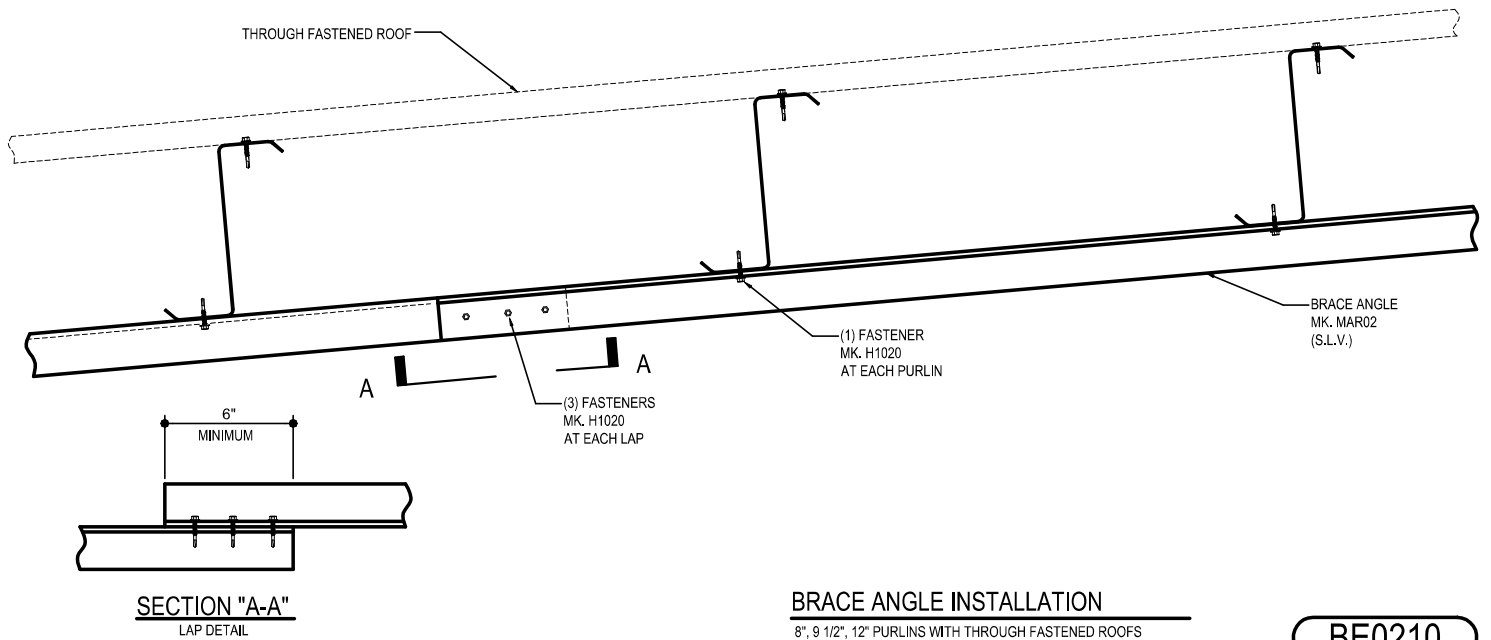 THROUGH FASTENED ROOF
BRACE ANGLE
MK. MAR02
(S.L.V.)
(1) FASTENER
MK. H1020
AT EACH PURLIN
A
A
(3) FASTENERS
MK. H1020
AT EACH LAP
6"
MINIMUM
SECTION "A-A"
LAP DETAIL
BRACE ANGLE INSTALLATION
8", 9 1/2", 12" PURLINS WITH THROUGH FASTENED ROOFS
BE0210